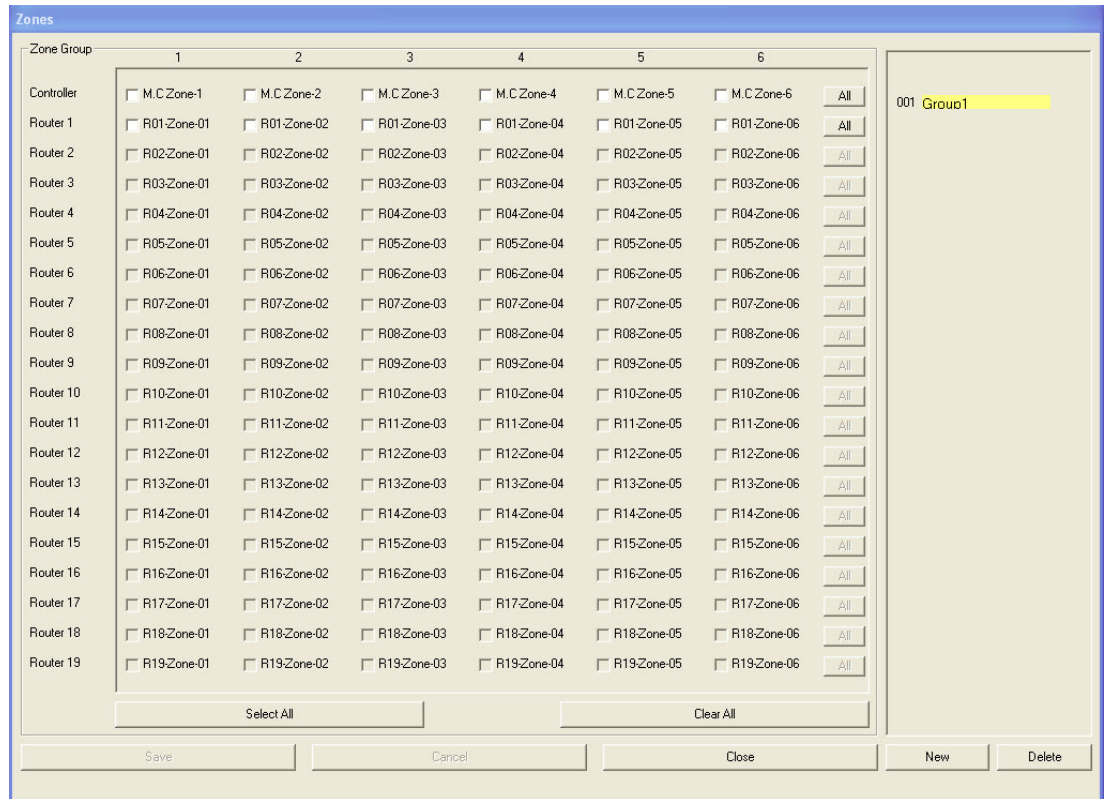 Zones
Zone Group
1 2 3 4 5 6
Controller M.C Zone-1 M.C Zone-2 M.C Zone-3 M.C Zone-4 M.C Zone-5 M.C Zone-6 All
001 Group1
Router 1 R01-Zone-01 R01-Zone-02 R01-Zone-03 R01-Zone-04 R01-Zone-05 R01-Zone-06 All
Router 2 R02-Zone-01 R02-Zone-02 R02-Zone-03 R02-Zone-04 R02-Zone-05 R02-Zone-06 All
Router 3 R03-Zone-01 R03-Zone-02 R03-Zone-03 R03-Zone-04 R03-Zone-05 R03-Zone-06 All
Router 4 R04-Zone-01 R04-Zone-02 R04-Zone-03 R04-Zone-04 R04-Zone-05 R04-Zone-06 All
Router 5 R05-Zone-01 R05-Zone-02 R05-Zone-03 R05-Zone-04 R05-Zone-05 R05-Zone-06 All
Router 6 R06-Zone-01 R06-Zone-02 R06-Zone-03 R06-Zone-04 R06-Zone-05 R06-Zone-06 All
Router 7 R07-Zone-01 R07-Zone-02 R07-Zone-03 R07-Zone-04 R07-Zone-05 R07-Zone-06 All
Router 8 R08-Zone-01 R08-Zone-02 R08-Zone-03 R08-Zone-04 R08-Zone-05 R08-Zone-06 All
Router 9 R09-Zone-01 R09-Zone-02 R09-Zone-03 R09-Zone-04 R09-Zone-05 R09-Zone-06 All
Router 10 R10-Zone-01 R10-Zone-02 R10-Zone-03 R10-Zone-04 R10-Zone-05 R10-Zone-06 All
Router 11 R11-Zone-01 R11-Zone-02 R11-Zone-03 R11-Zone-04 R11-Zone-05 R11-Zone-06 All
Router 12 R12-Zone-01 R12-Zone-02 R12-Zone-03 R12-Zone-04 R12-Zone-05 R12-Zone-06 All
Router 13 R13-Zone-01 R13-Zone-02 R13-Zone-03 R13-Zone-04 R13-Zone-05 R13-Zone-06 All
Router 14 R14-Zone-01 R14-Zone-02 R14-Zone-03 R14-Zone-04 R14-Zone-05 R14-Zone-06 All
Router 15 R15-Zone-01 R15-Zone-02 R15-Zone-03 R15-Zone-04 R15-Zone-05 R15-Zone-06 All
Router 16 R16-Zone-01 R16-Zone-02 R16-Zone-03 R16-Zone-04 R16-Zone-05 R16-Zone-06 All
Router 17 R17-Zone-01 R17-Zone-02 R17-Zone-03 R17-Zone-04 R17-Zone-05 R17-Zone-06 All
Router 18 R18-Zone-01 R18-Zone-02 R18-Zone-03 R18-Zone-04 R18-Zone-05 R18-Zone-06 All
Router 19 R19-Zone-01 R19-Zone-02 R19-Zone-03 R19-Zone-04 R19-Zone-05 R19-Zone-06 All
Select All Clear All
Save Cancel Close New Delete